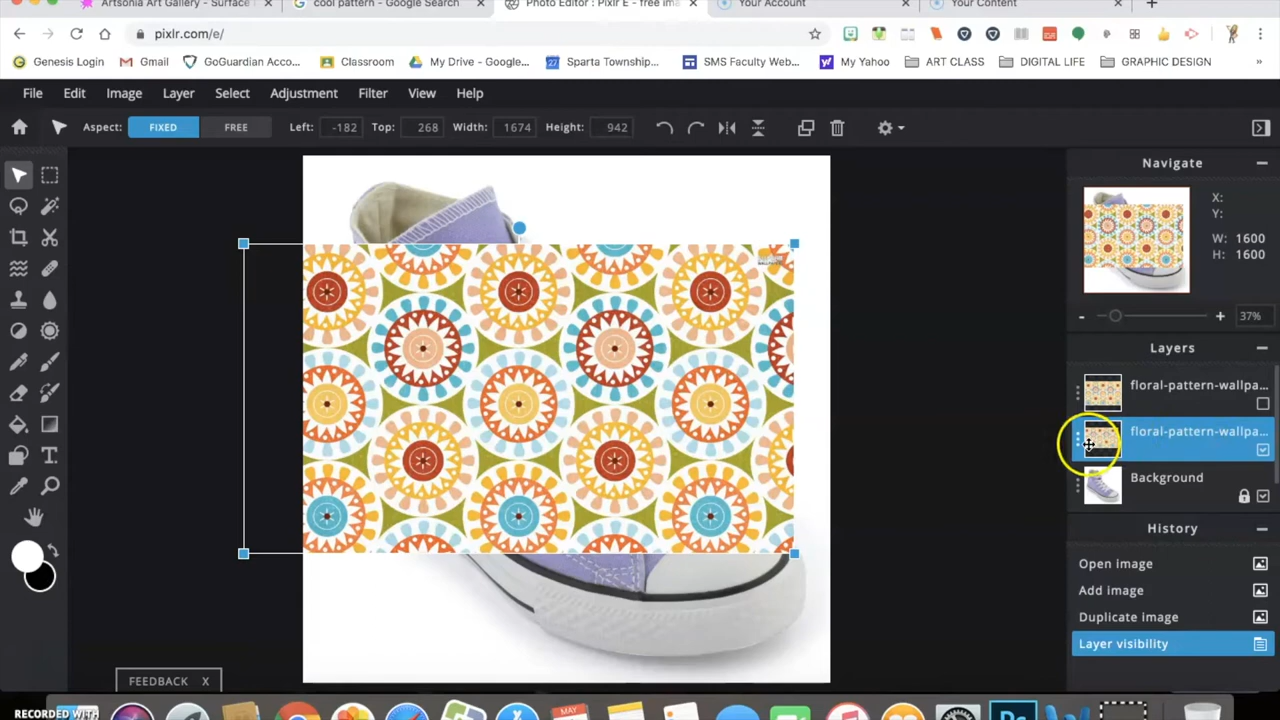 Artsonia Art Gallery - Surface
cool pattern - Google Search
Photo Editor : Pixlr E - free ima
Your Account
Your Content
pixlr.com/e/
Genesis Login
Gmail
GoGuardian Acco...
Classroom
My Drive - Google...
Sparta Township...
SMS Faculty Web...
My Yahoo
ART CLASS
DIGITAL LIFE
GRAPHIC DESIGN
»
File Edit Image Layer Select Adjustment Filter View Help
Aspect: FIXED FREE Left: -182 Top: 268 Width: 1674 Height: 942
Navigate
X:
Y:
W: 1600
H: 1600
37%
Layers
floral-pattern-wallpa...
floral-pattern-wallpa...
Background
History
Open image
Add image
Duplicate image
Layer visibility
FEEDBACK X
RECORDED WITH
MAY